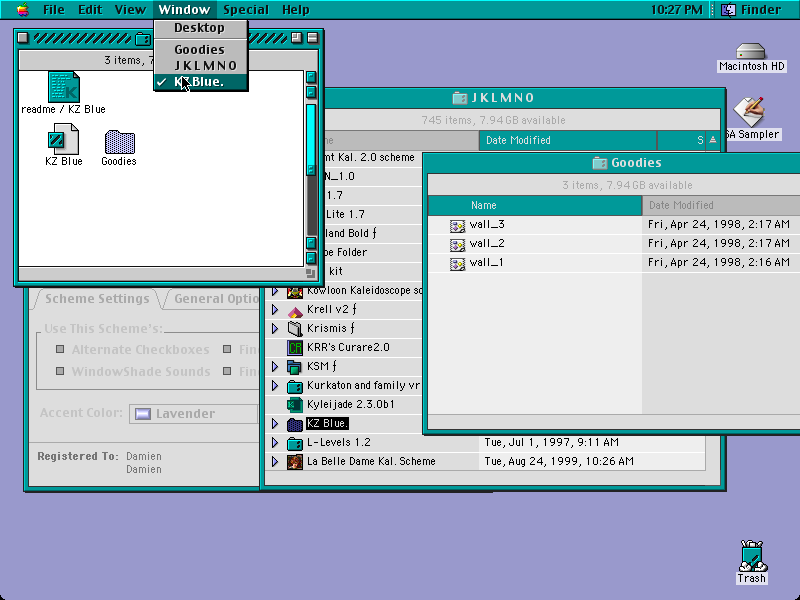 File Edit View Window Special Help 10:27 PM Finder
Desktop
Goodies
JKLMNO
KZ Blue.
3 items, 7
readme / KZ Blue
KZ Blue
Goodies
Macintosh HD
SA Sampler
JKLMNO
745 items, 7.94 GB available
Date Modified S
mt Kal. 2.0 scheme
N_1.0
1.7
Lite 1.7
land Bold ƒ
pe Folder
kit
Kowloon Kaleidoscope sc
Krell v2 ƒ
Krismis ƒ
KRR's Curare2.0
KSM ƒ
Kurkaton and family vr
Kyleijade 2.3.0b1
KZ Blue.
L-Levels 1.2 Tue, Jul 1, 1997, 9:11 AM
La Belle Dame Kal. Scheme Tue, Aug 24, 1999, 10:26 AM
Goodies
3 items, 7.94 GB available
Name Date Modified
wall_3 Fri, Apr 24, 1998, 2:17 AM
wall_2 Fri, Apr 24, 1998, 2:17 AM
wall_1 Fri, Apr 24, 1998, 2:16 AM
Scheme Settings General Optio
Use This Scheme's:
Alternate Checkboxes Fin
WindowShade Sounds Fin
Accent Color: Lavender
Registered To: Damien
Damien
Trash